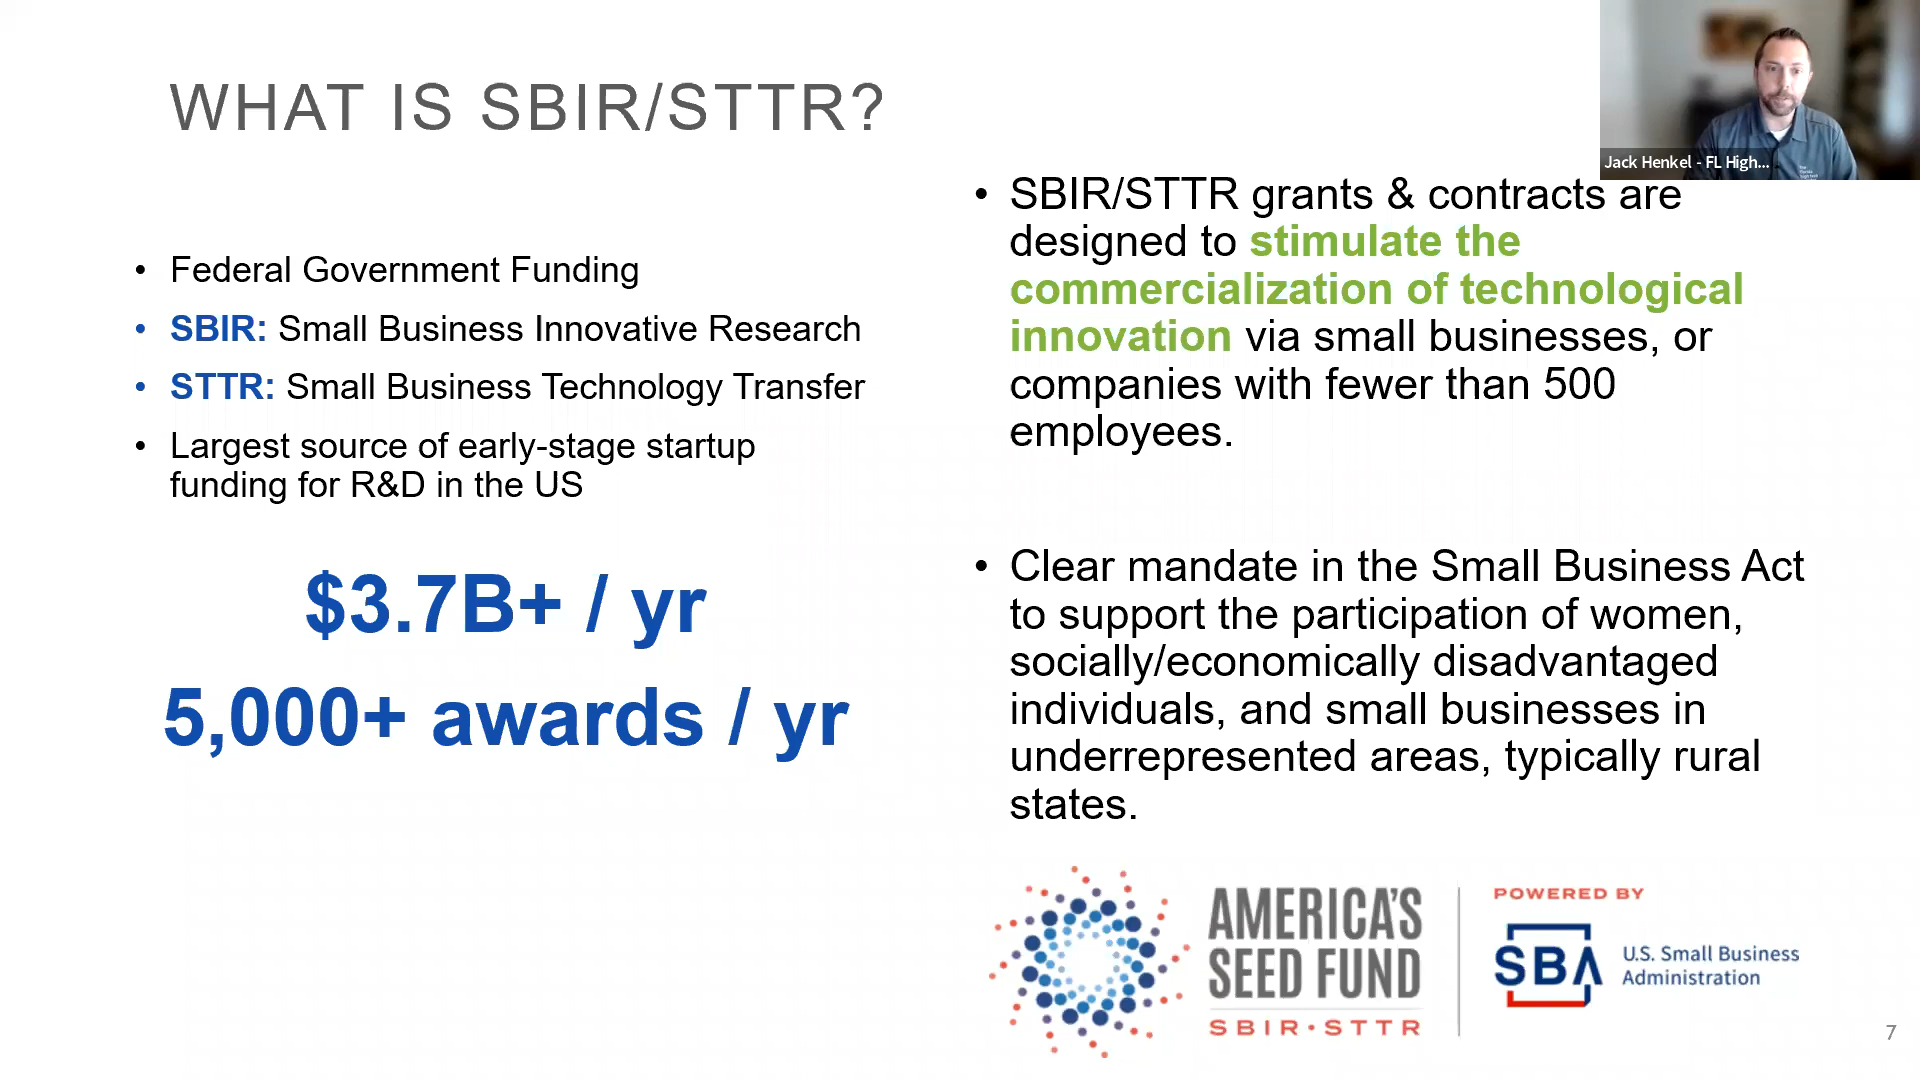 WHAT IS SBIR/STTR?
Jack Henkel - FL High...
• Federal Government Funding
• SBIR: Small Business Innovative Research
• STTR: Small Business Technology Transfer
• Largest source of early-stage startup
funding for R&D in the US
$3.7B+ / yr
5,000+ awards / yr
• SBIR/STTR grants & contracts are
designed to stimulate the
commercialization of technological
innovation via small businesses, or
companies with fewer than 500
employees.
• Clear mandate in the Small Business Act
to support the participation of women,
socially/economically disadvantaged
individuals, and small businesses in
underrepresented areas, typically rural
states.
AMERICA'S
SEED FUND
SBIR•STTR
POWERED BY
SBA
U.S. Small Business
Administration
7